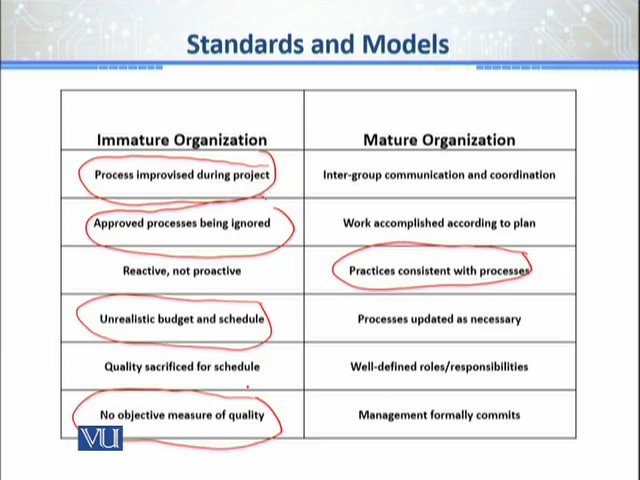 Standards and Models
Immature Organization Mature Organization
Process improvised during project Inter-group communication and coordination
Approved processes being ignored Work accomplished according to plan
Reactive, not proactive Practices consistent with processes
Unrealistic budget and schedule Processes updated as necessary
Quality sacrificed for schedule Well-defined roles/responsibilities
No objective measure of quality Management formally commits
VU